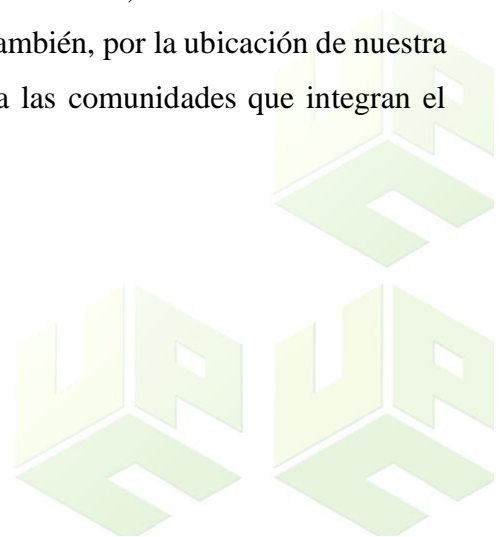 ambién, por la ubicación de nuestra
a las comunidades que integran el